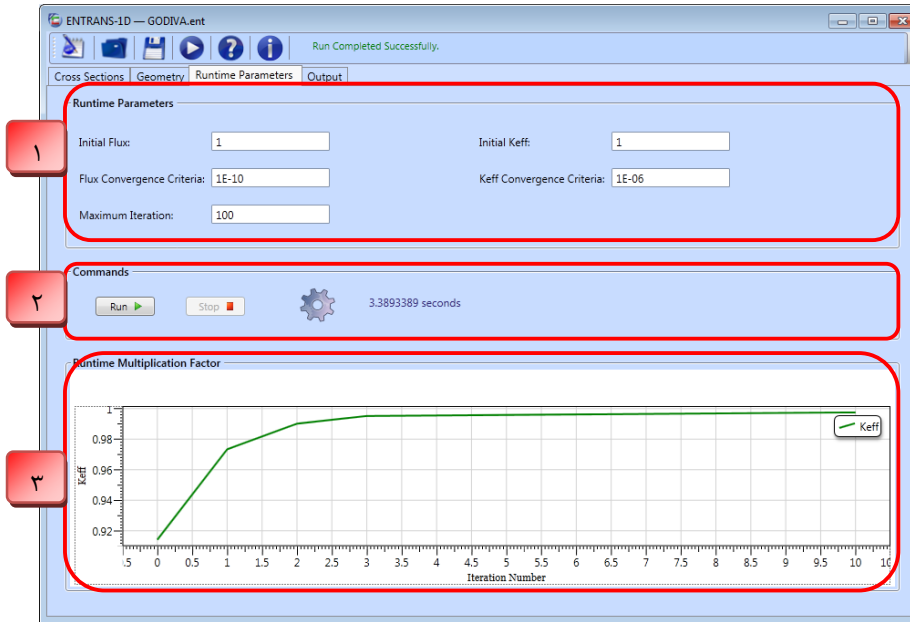 ENTRANS-1D — GODIVA.ent
Run Completed Successfully.
Cross Sections Geometry Runtime Parameters Output
Runtime Parameters
۱
Initial Flux: 1 Initial Keff: 1
Flux Convergence Criteria: 1E-10 Keff Convergence Criteria: 1E-06
Maximum Iteration: 100
Commands
۲
Run Stop 3.3893389 seconds
Runtime Multiplication Factor
۳
1
0.98
0.96
0.94
0.92
Keff
Keff
.5 0 0.5 1 1.5 2 2.5 3 3.5 4 4.5 5 5.5 6 6.5 7 7.5 8 8.5 9 9.5 10 10
Iteration Number